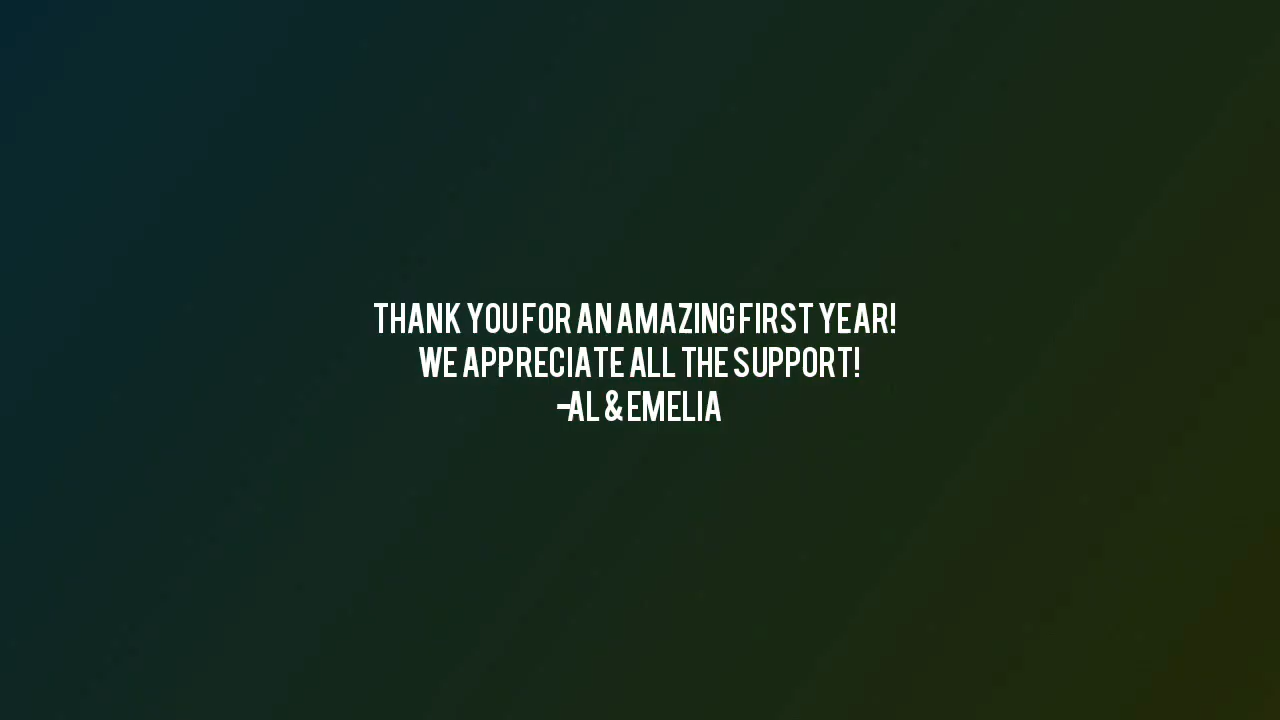 THANK YOU FOR AN AMAZING FIRST YEAR!
WE APPRECIATE ALL THE SUPPORT!
-AL & EMELIA